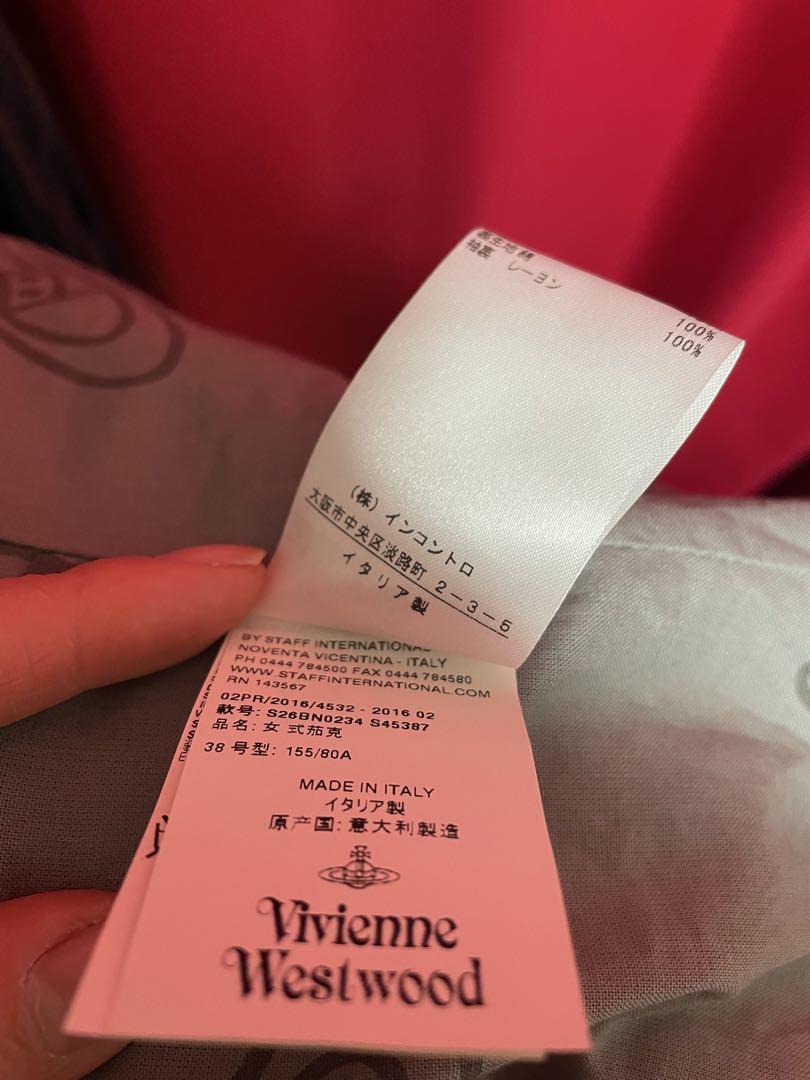 表生地 綿 100%
袖裏 レーヨン 100%
(株) インコントロ
大阪市中央区淡路町 2-3-5
イタリア製
BY STAFF INTERNATIONAL
NOVENTA VICENTINA - ITALY
PH 0444 784500 FAX 0444 784580
WWW.STAFFINTERNATIONAL.COM
RN 143567
02PR/2016/4532 - 2016 02
款号: S26BN0234 S45387
品名: 女 式茄克
38 号型: 155/80A
MADE IN ITALY
イタリア製
原产国: 意大利製造
Vivienne
Westwood